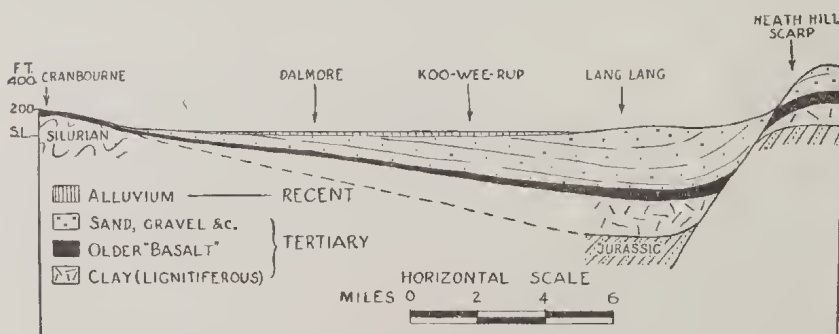 HEATH HILL
SCARP
FT.
400 CRANBOURNE
DALMORE
KOO-WEE-RUP
LANG LANG
200
S.L.
SILURIAN
ALLUVIUM — RECENT
SAND, GRAVEL &c.
OLDER "BASALT"
TERTIARY
CLAY (LIGNITIFEROUS)
JURASSIC
HORIZONTAL SCALE
MILES 0 2 4 6